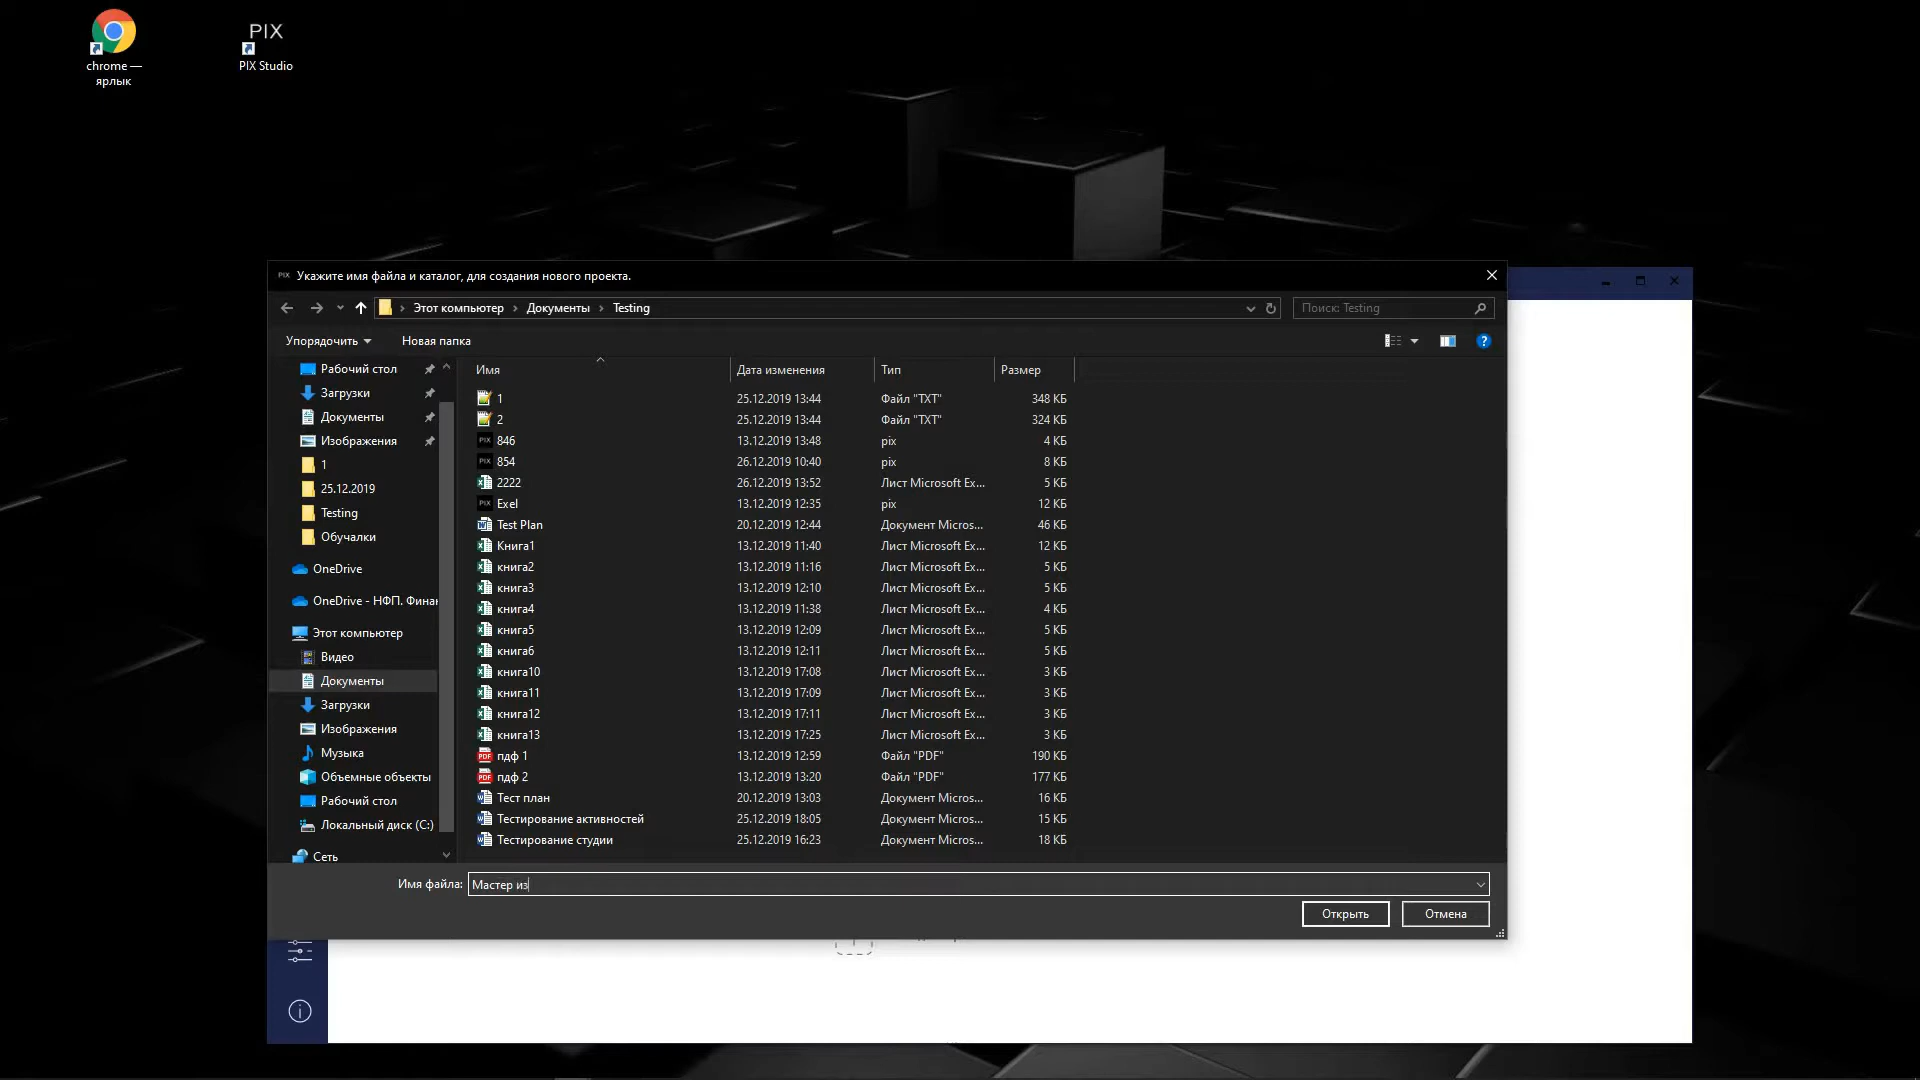 chrome —
ярлык
PIX
PIX Studio
PIX Укажите имя файла и каталог, для создания нового проекта.
Этот компьютер > Документы > Testing
Поиск: Testing
Упорядочить
Новая папка
Рабочий стол
Загрузки
Документы
Изображения
1
25.12.2019
Testing
Обучалки
OneDrive
OneDrive - НФП. Фина
Этот компьютер
Видео
Документы
Загрузки
Изображения
Музыка
Объемные объекты
Рабочий стол
Локальный диск (C:)
Сеть
Имя Дата изменения Тип Размер
1 25.12.2019 13:44 Файл "TXT" 348 КБ
2 25.12.2019 13:44 Файл "TXT" 324 КБ
PIX 846 13.12.2019 13:48 pix 4 КБ
PIX 854 26.12.2019 10:40 pix 8 КБ
2222 26.12.2019 13:52 Лист Microsoft Ex... 5 КБ
PIX Exel 13.12.2019 12:35 pix 12 КБ
Test Plan 20.12.2019 12:44 Документ Micros... 46 КБ
Книга1 13.12.2019 11:40 Лист Microsoft Ex... 12 КБ
книга2 13.12.2019 11:16 Лист Microsoft Ex... 5 КБ
книга3 13.12.2019 12:10 Лист Microsoft Ex... 5 КБ
книга4 13.12.2019 11:38 Лист Microsoft Ex... 4 КБ
книга5 13.12.2019 12:09 Лист Microsoft Ex... 5 КБ
книга6 13.12.2019 12:11 Лист Microsoft Ex... 5 КБ
книга10 13.12.2019 17:08 Лист Microsoft Ex... 3 КБ
книга11 13.12.2019 17:09 Лист Microsoft Ex... 3 КБ
книга12 13.12.2019 17:11 Лист Microsoft Ex... 3 КБ
книга13 13.12.2019 17:25 Лист Microsoft Ex... 3 КБ
PDF пдф 1 13.12.2019 12:59 Файл "PDF" 190 КБ
PDF пдф 2 13.12.2019 13:20 Файл "PDF" 177 КБ
Тест план 20.12.2019 13:03 Документ Micros... 16 КБ
Тестирование активностей 25.12.2019 18:05 Документ Micros... 15 КБ
Тестирование студии 25.12.2019 16:23 Документ Micros... 18 КБ
Имя файла: Мастер из
Открыть
Отмена